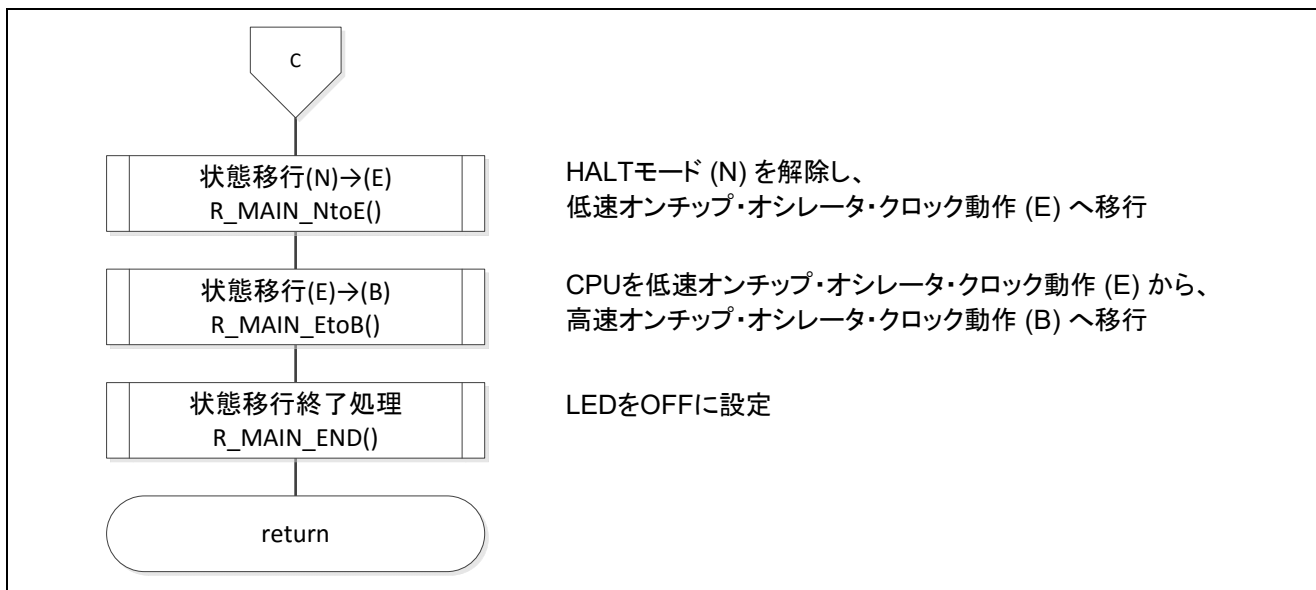 C
状態移行(N)→(E)
R_MAIN_NtoE()
HALTモード (N) を解除し、
低速オンチップ・オシレータ・クロック動作 (E) へ移行
状態移行(E)→(B)
R_MAIN_EtoB()
CPUを低速オンチップ・オシレータ・クロック動作 (E) から、
高速オンチップ・オシレータ・クロック動作 (B) へ移行
状態移行終了処理
R_MAIN_END()
LEDをOFFに設定
return